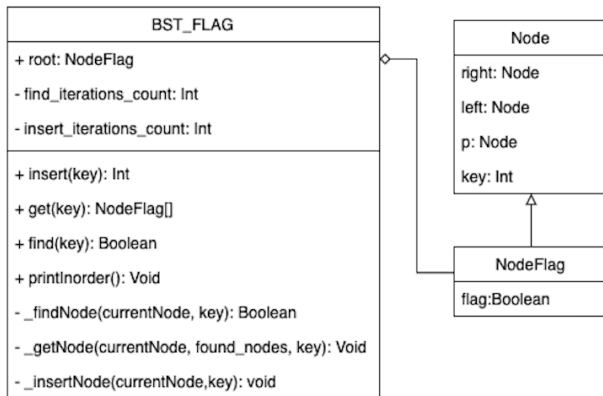 BST_FLAG
+ root: NodeFlag
- find_iterations_count: Int
- insert_iterations_count: Int
+ insert(key): Int
+ get(key): NodeFlag[]
+ find(key): Boolean
+ printInorder(): Void
- _findNode(currentNode, key): Boolean
- _getNode(currentNode, found_nodes, key): Void
- _insertNode(currentNode,key): void
Node
right: Node
left: Node
p: Node
key: Int
NodeFlag
flag:Boolean